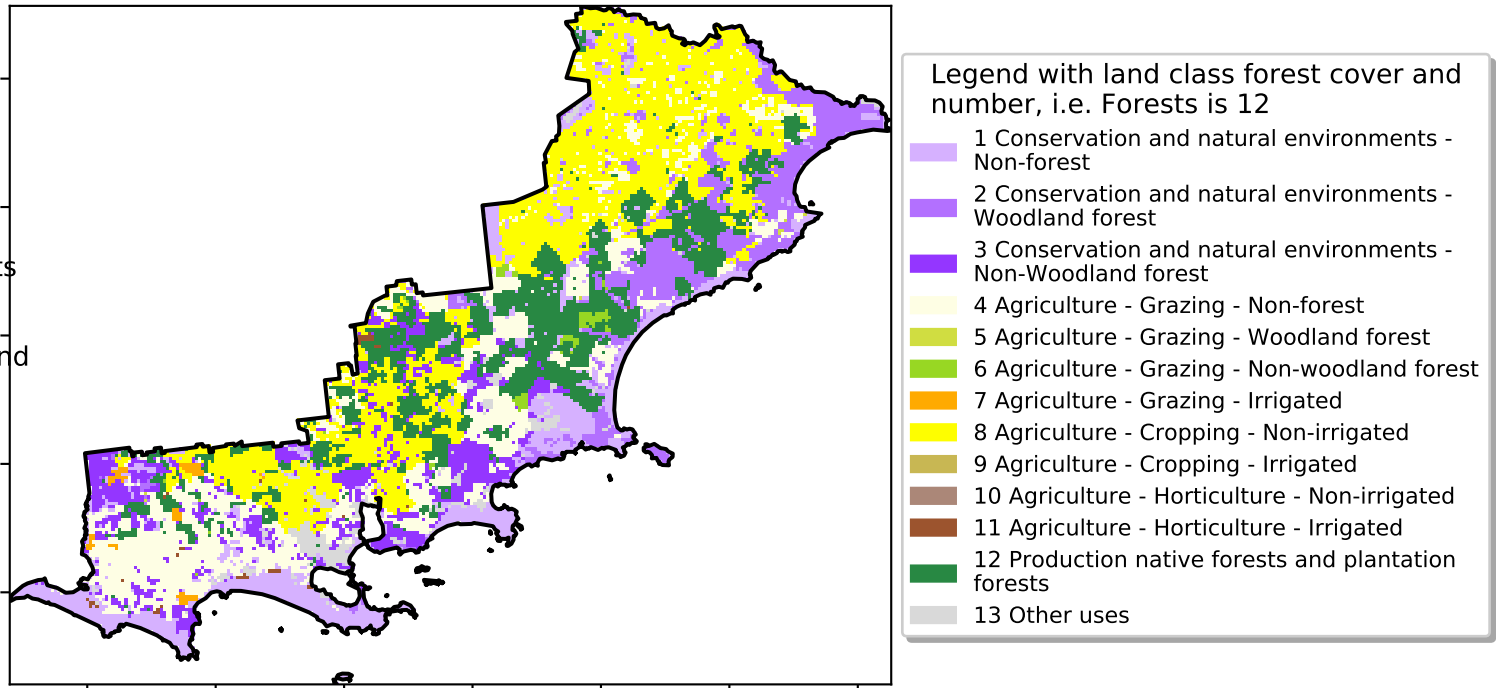 ts
nd
Legend with land class forest cover and
number, i.e. Forests is 12
1 Conservation and natural environments -
Non-forest
2 Conservation and natural environments -
Woodland forest
3 Conservation and natural environments -
Non-Woodland forest
4 Agriculture - Grazing - Non-forest
5 Agriculture - Grazing - Woodland forest
6 Agriculture - Grazing - Non-woodland forest
7 Agriculture - Grazing - Irrigated
8 Agriculture - Cropping - Non-irrigated
9 Agriculture - Cropping - Irrigated
10 Agriculture - Horticulture - Non-irrigated
11 Agriculture - Horticulture - Irrigated
12 Production native forests and plantation
forests
13 Other uses